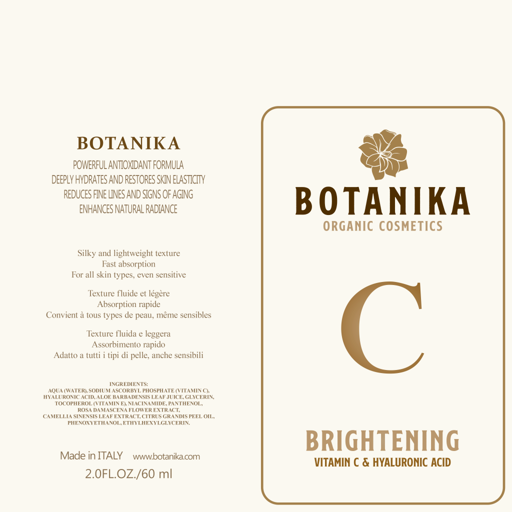 BOTANIKA
POWERFUL ANTIOXIDANT FORMULA
DEEPLY HYDRATES AND RESTORES SKIN ELASTICITY
REDUCES FINE LINES AND SIGNS OF AGING
ENHANCES NATURAL RADIANCE
Silky and lightweight texture
Fast absorption
For all skin types, even sensitive
Texture fluide et légère
Absorption rapide
Convient à tous types de peau, même sensibles
Texture fluida e leggera
Assorbimento rapido
Adatto a tutti i tipi di pelle, anche sensibili
INGREDIENTS:
AQUA (WATER), SODIUM ASCORBYL PHOSPHATE (VITAMIN C),
HYALURONIC ACID, ALOE BARBADENSIS LEAF JUICE, GLYCERIN,
TOCOPHEROL (VITAMIN E), NIACINAMIDE, PANTHENOL,
ROSA DAMASCENA FLOWER EXTRACT,
CAMELLIA SINENSIS LEAF EXTRACT, CITRUS GRANDIS PEEL OIL,
PHENOXYETHANOL, ETHYLHEXYLGLYCERIN.
Made in ITALY www.botanika.com
2.0FL.OZ./60 ml
BOTANIKA
ORGANIC COSMETICS
C
BRIGHTENING
VITAMIN C & HYALURONIC ACID